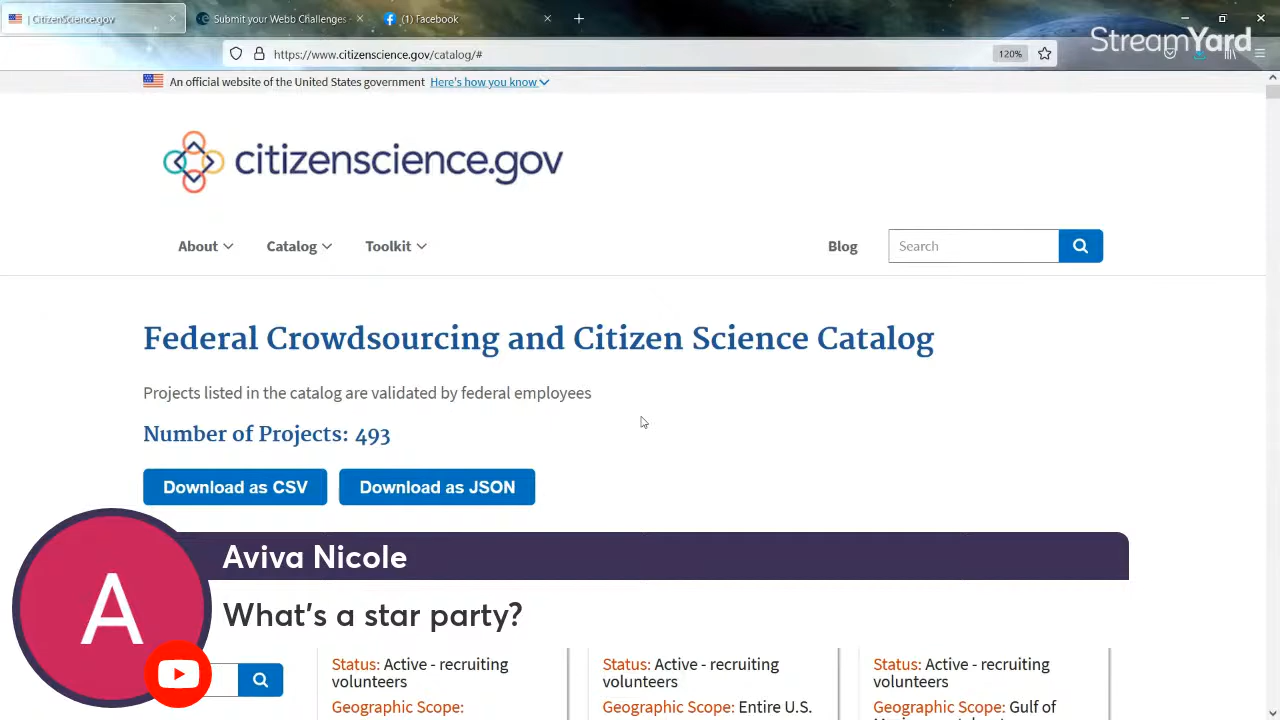 | CitizenScience.gov
Submit your Webb Challenges -
(1) Facebook
StreamYard
https://www.citizenscience.gov/catalog/#
120%
An official website of the United States government Here's how you know
citizenscience.gov
About
Catalog
Toolkit
Blog
Search
Federal Crowdsourcing and Citizen Science Catalog
Projects listed in the catalog are validated by federal employees
Number of Projects: 493
Download as CSV
Download as JSON
A
Aviva Nicole
What's a star party?
Status: Active - recruiting
volunteers
Geographic Scope:
Status: Active - recruiting
volunteers
Geographic Scope: Entire U.S.
Status: Active - recruiting
volunteers
Geographic Scope: Gulf of